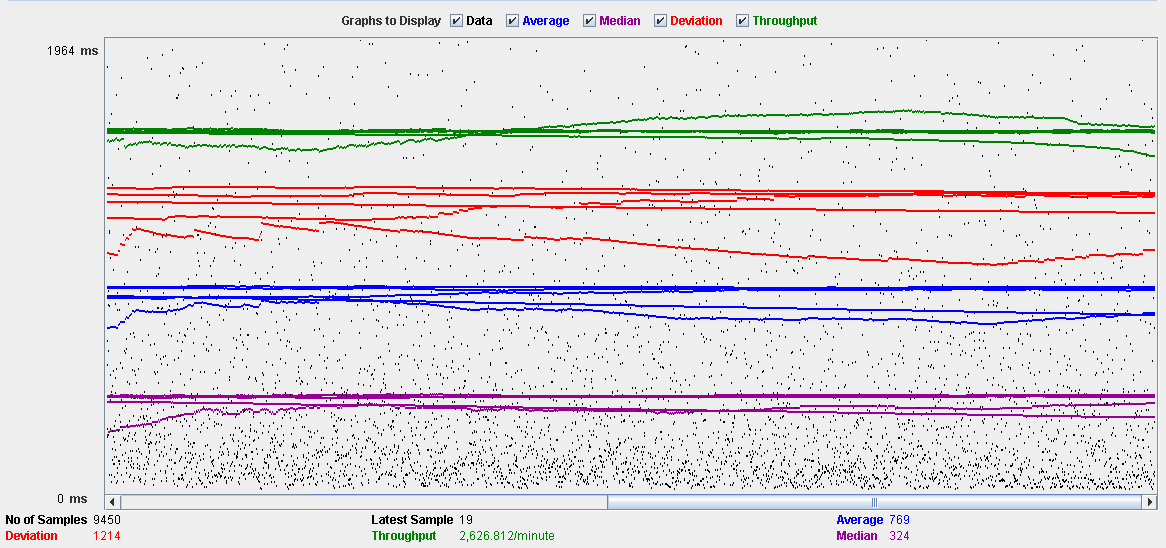 Graphs to Display Data Average Median Deviation Throughput
1964 ms
0 ms
No of Samples 9450 Latest Sample 19 Average 769
Deviation 1214 Throughput 2,626.812/minute Median 324